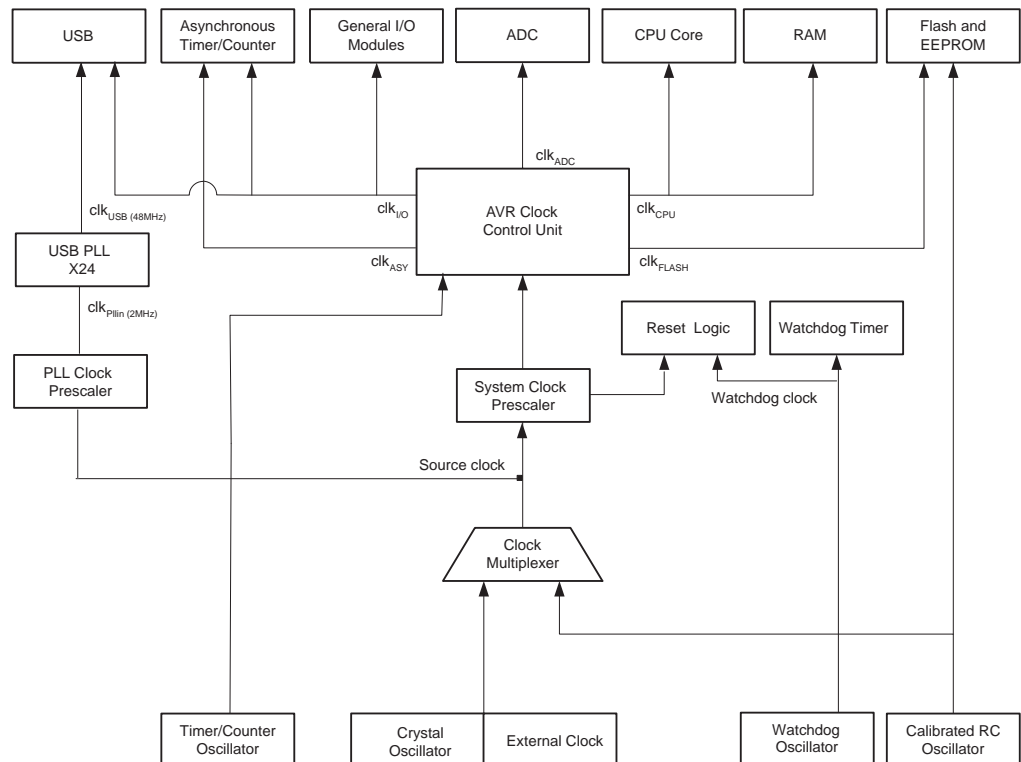 USB
Asynchronous
Timer/Counter
General I/O
Modules
ADC
CPU Core
RAM
Flash and
EEPROM
clkADC
clkI/O
AVR Clock
Control Unit
clkCPU
clkUSB (48MHz)
USB PLL
X24
clkASY
clkFLASH
clkPllin (2MHz)
Reset Logic
Watchdog Timer
PLL Clock
Prescaler
System Clock
Prescaler
Watchdog clock
Source clock
Clock
Multiplexer
Timer/Counter
Oscillator
Crystal
Oscillator
External Clock
Watchdog
Oscillator
Calibrated RC
Oscillator